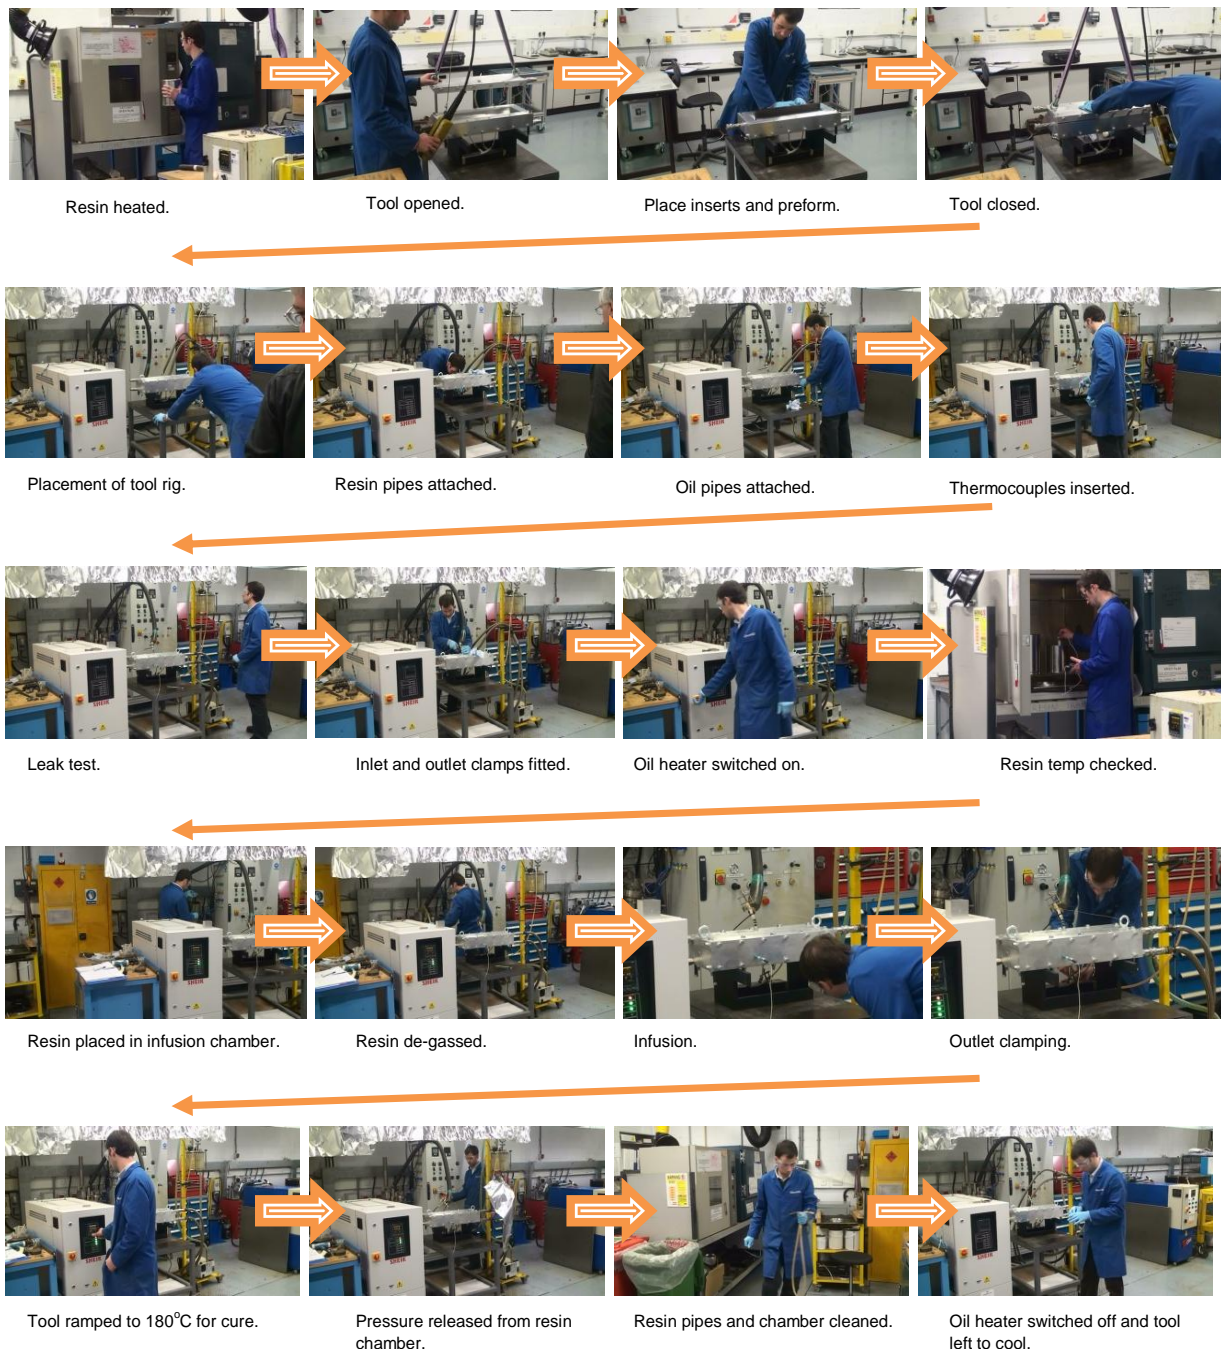 Resin heated.
Tool opened.
Place inserts and preform.
Tool closed.
Placement of tool rig.
Resin pipes attached.
Oil pipes attached.
Thermocouples inserted.
Leak test.
Inlet and outlet clamps fitted.
Oil heater switched on.
Resin temp checked.
Resin placed in infusion chamber.
Resin de-gassed.
Infusion.
Outlet clamping.
Tool ramped to 180°C for cure.
Pressure released from resin
chamber.
Resin pipes and chamber cleaned.
Oil heater switched off and tool
left to cool.